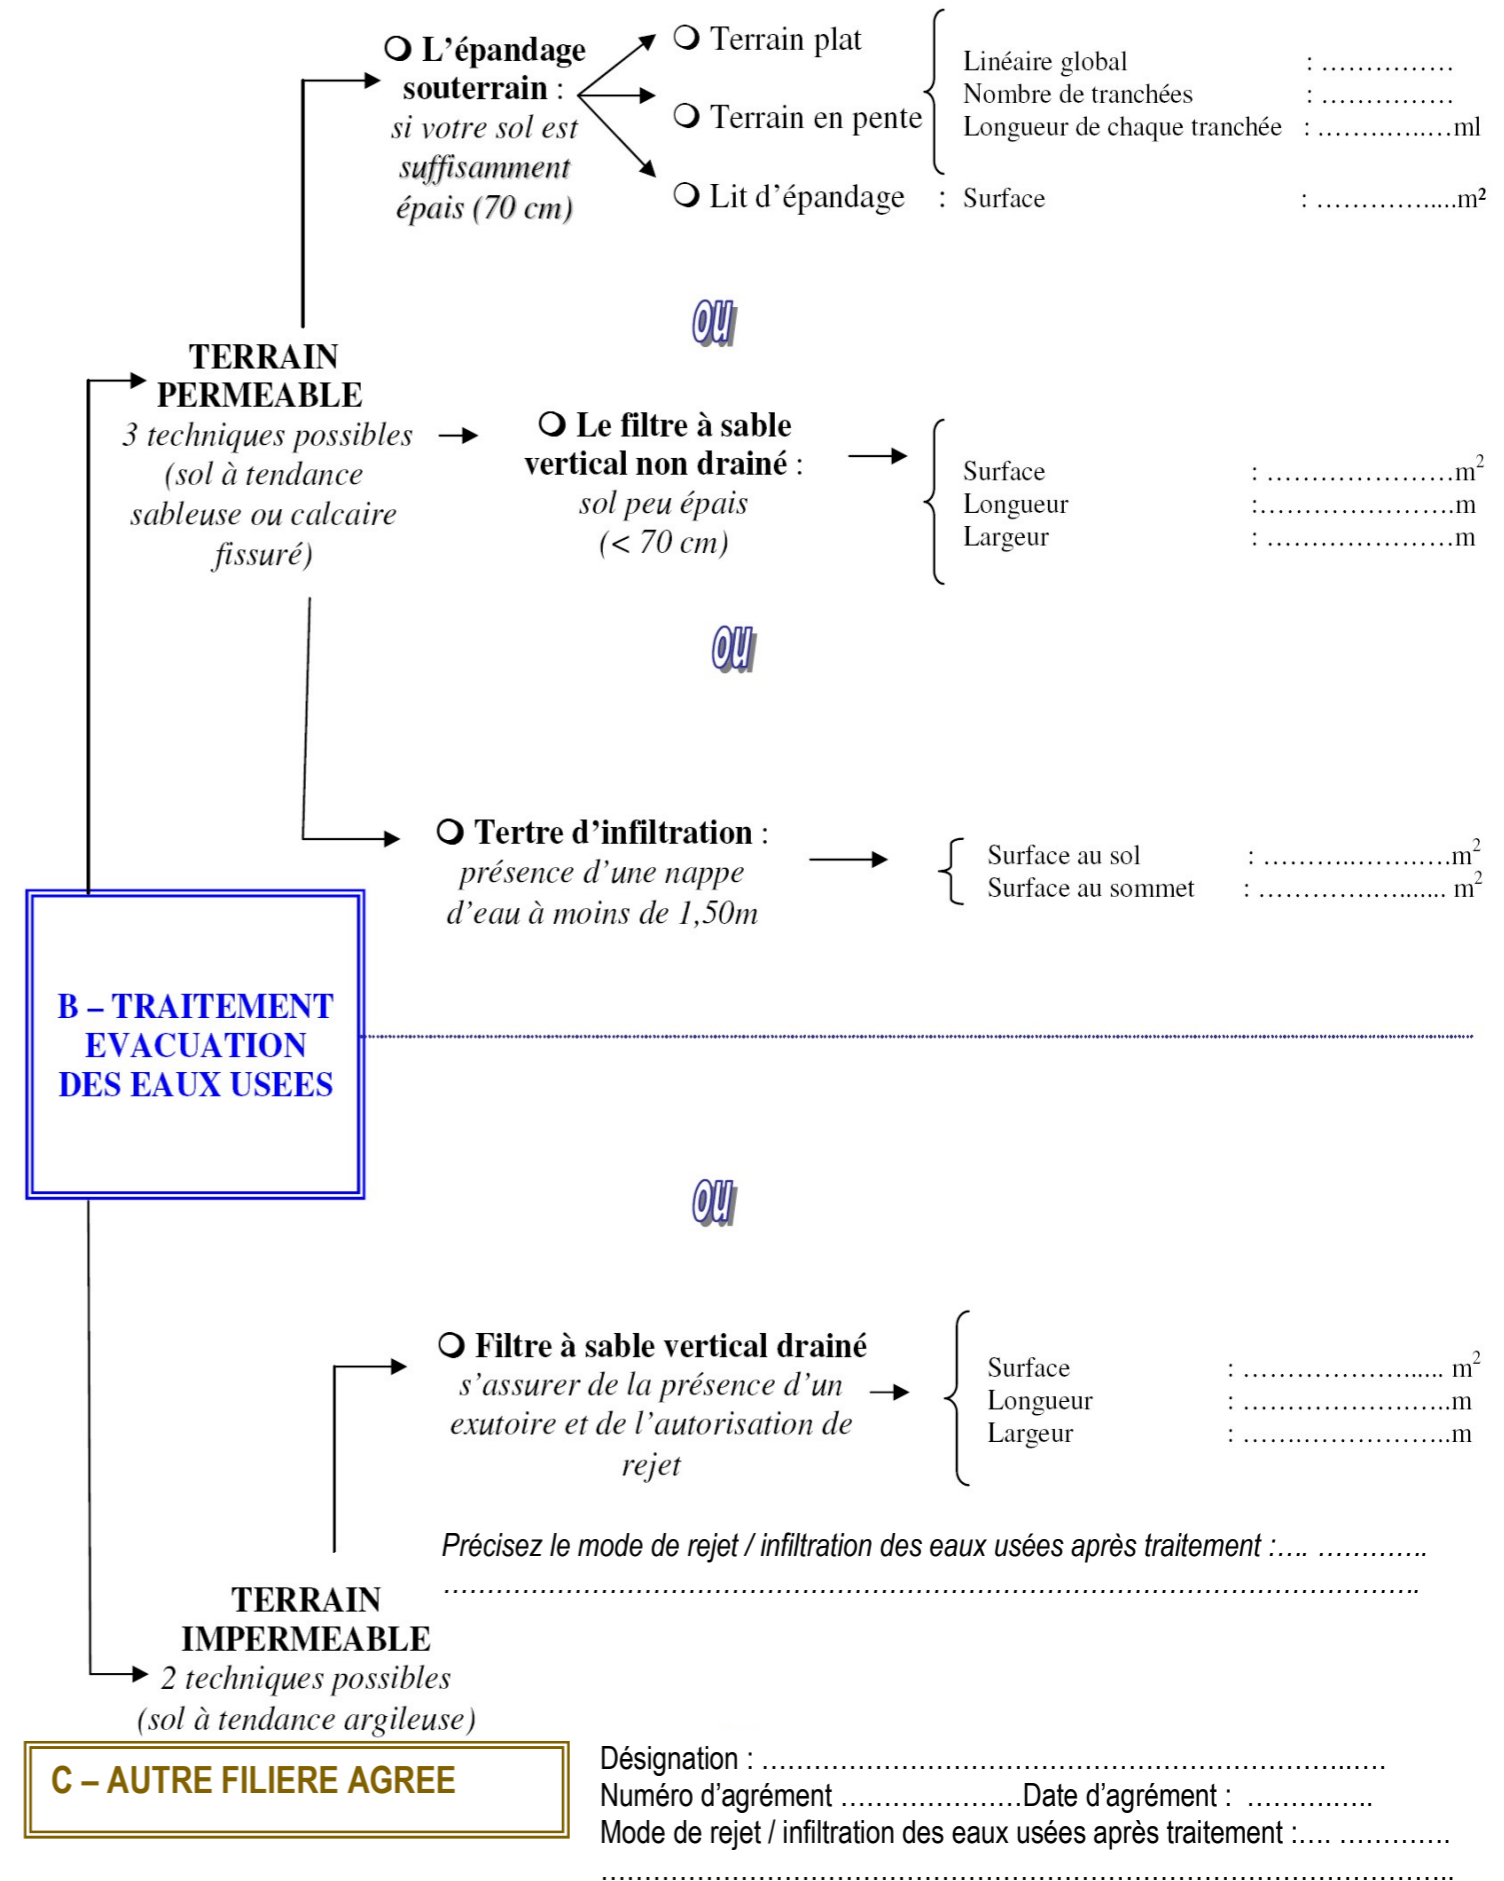 O L'épandage
souterrain :
si votre sol est
suffisamment
épais (70 cm)
O Terrain plat
O Terrain en pente
Linéaire global : ……………
Nombre de tranchées : ……………
Longueur de chaque tranchée : ……………ml
O Lit d'épandage : Surface : ………….....m²
ou
TERRAIN
PERMEABLE
3 techniques possibles
(sol à tendance
sableuse ou calcaire
fissuré)
O Le filtre à sable
vertical non drainé :
sol peu épais
(< 70 cm)
Surface : …………………m²
Longueur :………………….m
Largeur : …………………m
ou
O Tertre d'infiltration :
présence d'une nappe
d'eau à moins de 1,50m
Surface au sol : ………..…….….m²
Surface au sommet : ……………...... m²
B – TRAITEMENT
EVACUATION
DES EAUX USEES
ou
O Filtre à sable vertical drainé
s'assurer de la présence d'un
exutoire et de l'autorisation de
rejet
Surface : ………………..... m²
Longueur : …………………..m
Largeur : …………………..m
Précisez le mode de rejet / infiltration des eaux usées après traitement :…. ………….
………………………………………………………………………………………………….
TERRAIN
IMPERMEABLE
2 techniques possibles
(sol à tendance argileuse)
C – AUTRE FILIERE AGREE
Désignation : ………………………………………………………..….
Numéro d'agrément …………………Date d'agrément : …………..
Mode de rejet / infiltration des eaux usées après traitement :…. ………….
……………………………………………………………………………………..